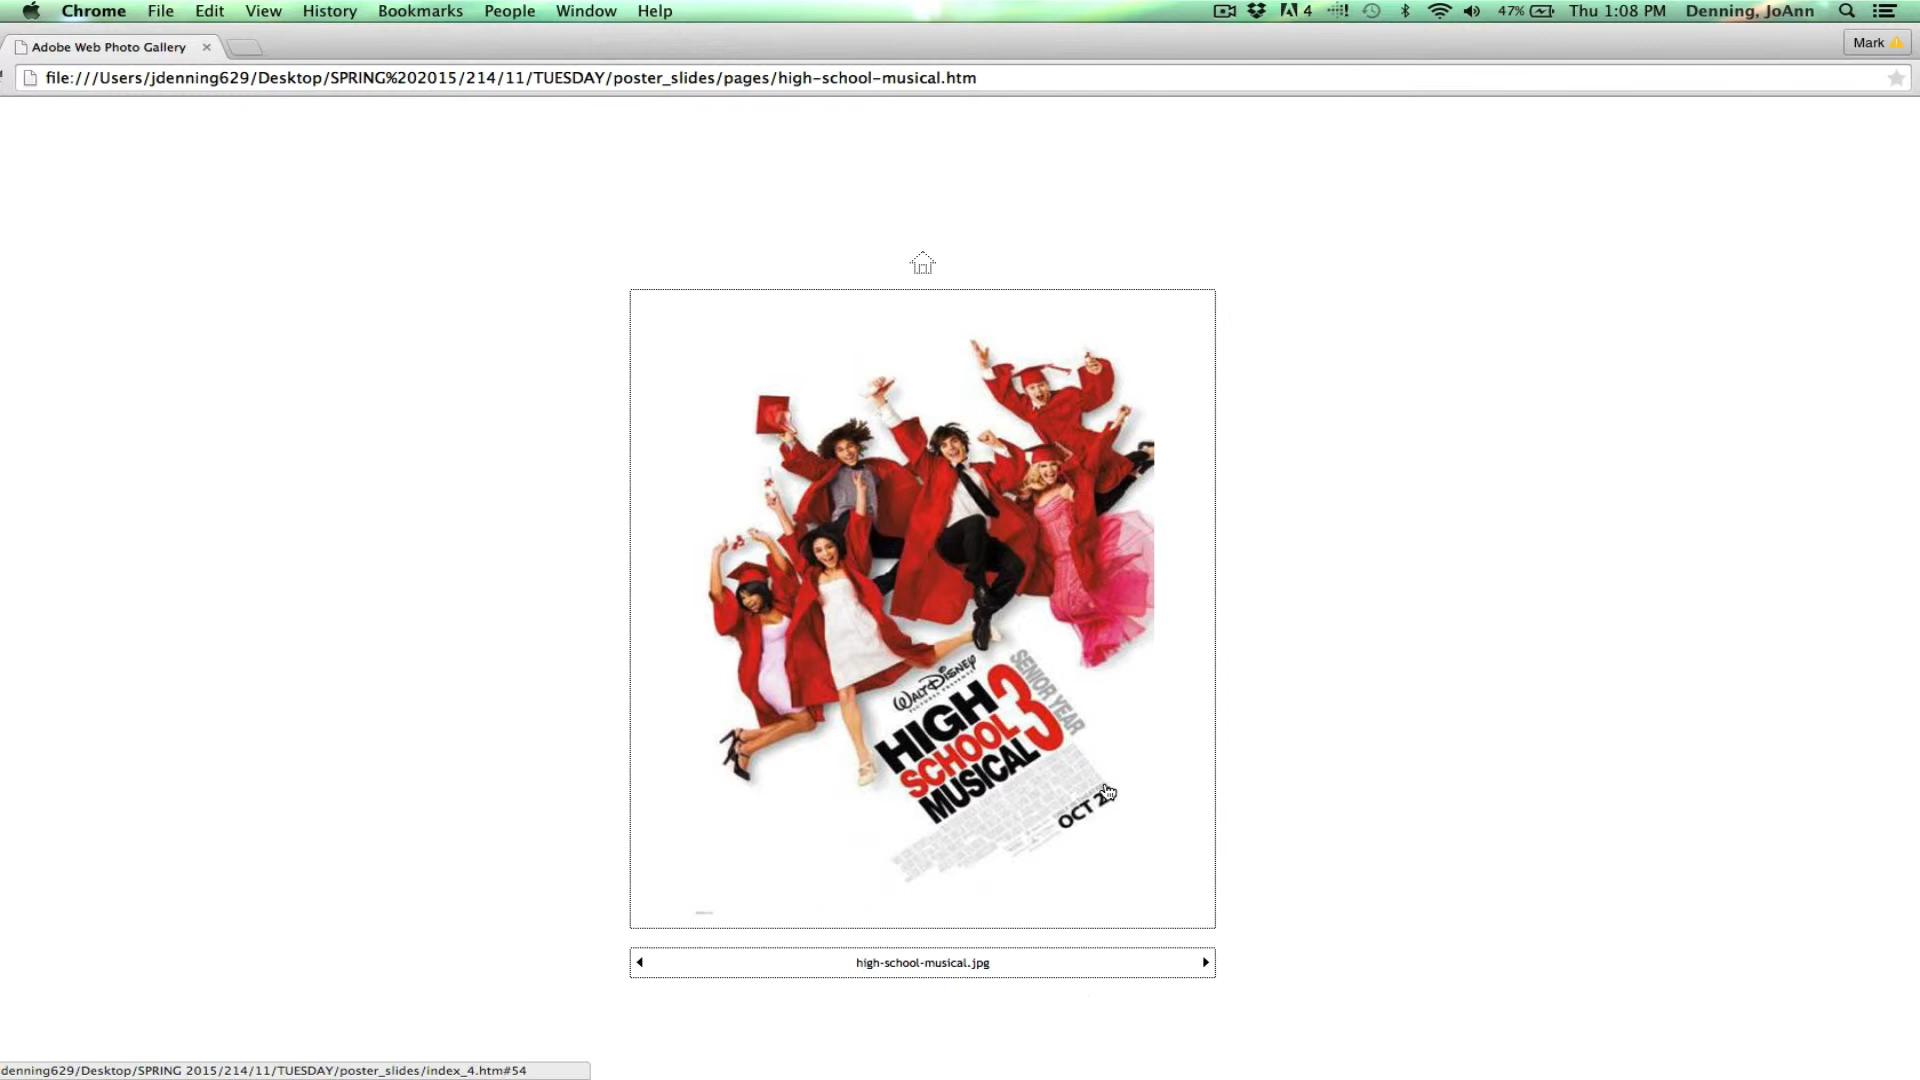 Chrome File Edit View History Bookmarks People Window Help 4 47% Thu 1:08 PM Denning, JoAnn
Adobe Web Photo Gallery × Mark
file:///Users/jdenning629/Desktop/SPRING%202015/214/11/TUESDAY/poster_slides/pages/high-school-musical.htm
WALT DISNEY
PICTURES PRESENTS
HIGH
SCHOOL
MUSICAL
3
SENIOR YEAR
OCT
high-school-musical.jpg
denning629/Desktop/SPRING 2015/214/11/TUESDAY/poster_slides/index_4.htm#54